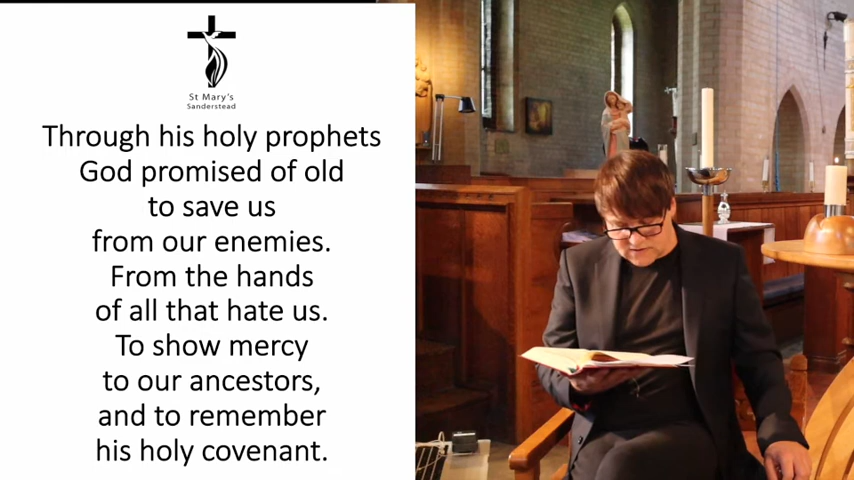 St Mary's
Sanderstead
Through his holy prophets
God promised of old
to save us
from our enemies.
From the hands
of all that hate us.
To show mercy
to our ancestors,
and to remember
his holy covenant.